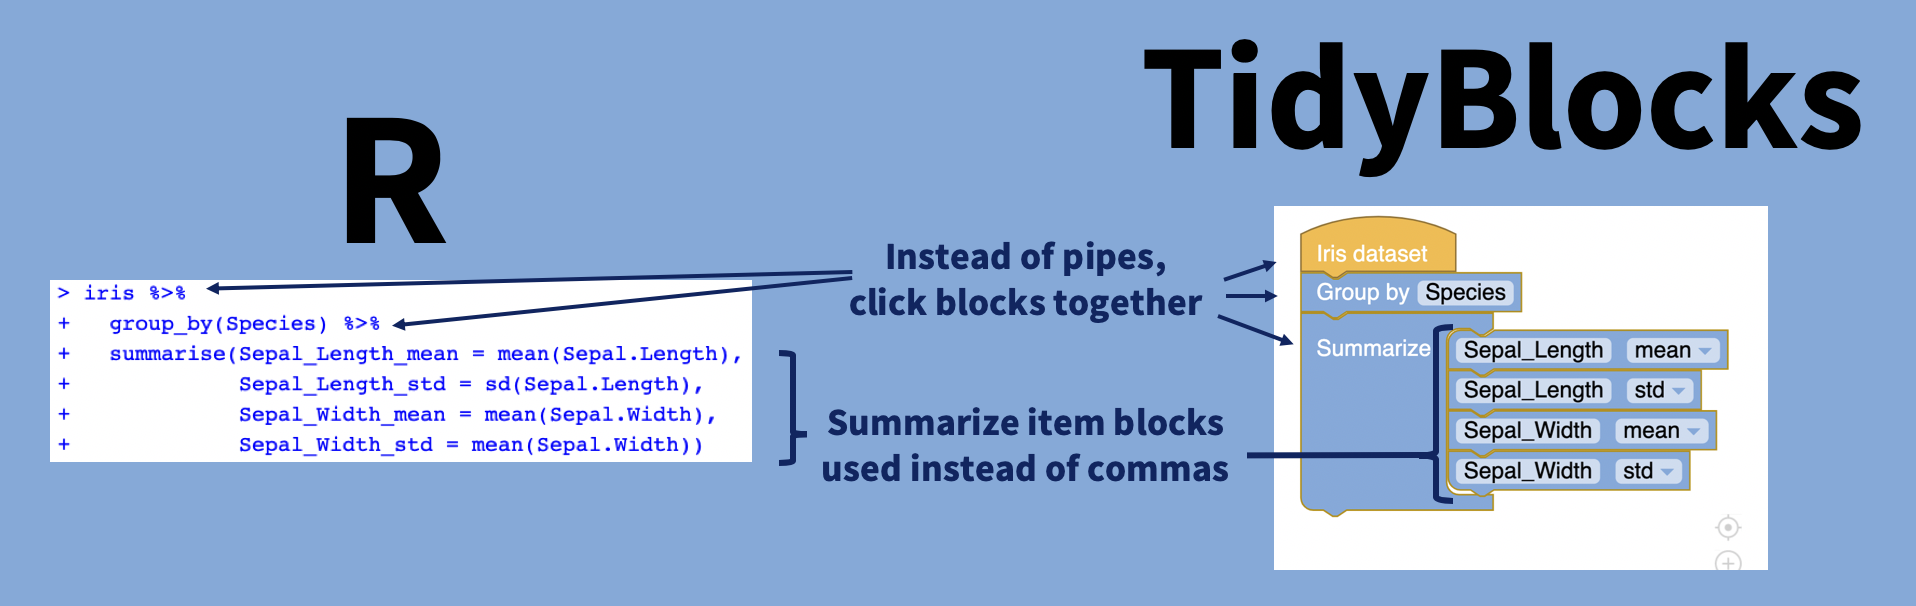 R
TidyBlocks
> iris %>%
+ group_by(Species) %>%
+ summarise(Sepal_Length_mean = mean(Sepal.Length),
+ Sepal_Length_std = sd(Sepal.Length),
+ Sepal_Width_mean = mean(Sepal.Width),
+ Sepal_Width_std = mean(Sepal.Width))
Instead of pipes,
click blocks together
Summarize item blocks
used instead of commas
Iris dataset
Group by Species
Summarize
Sepal_Length mean
Sepal_Length std
Sepal_Width mean
Sepal_Width std